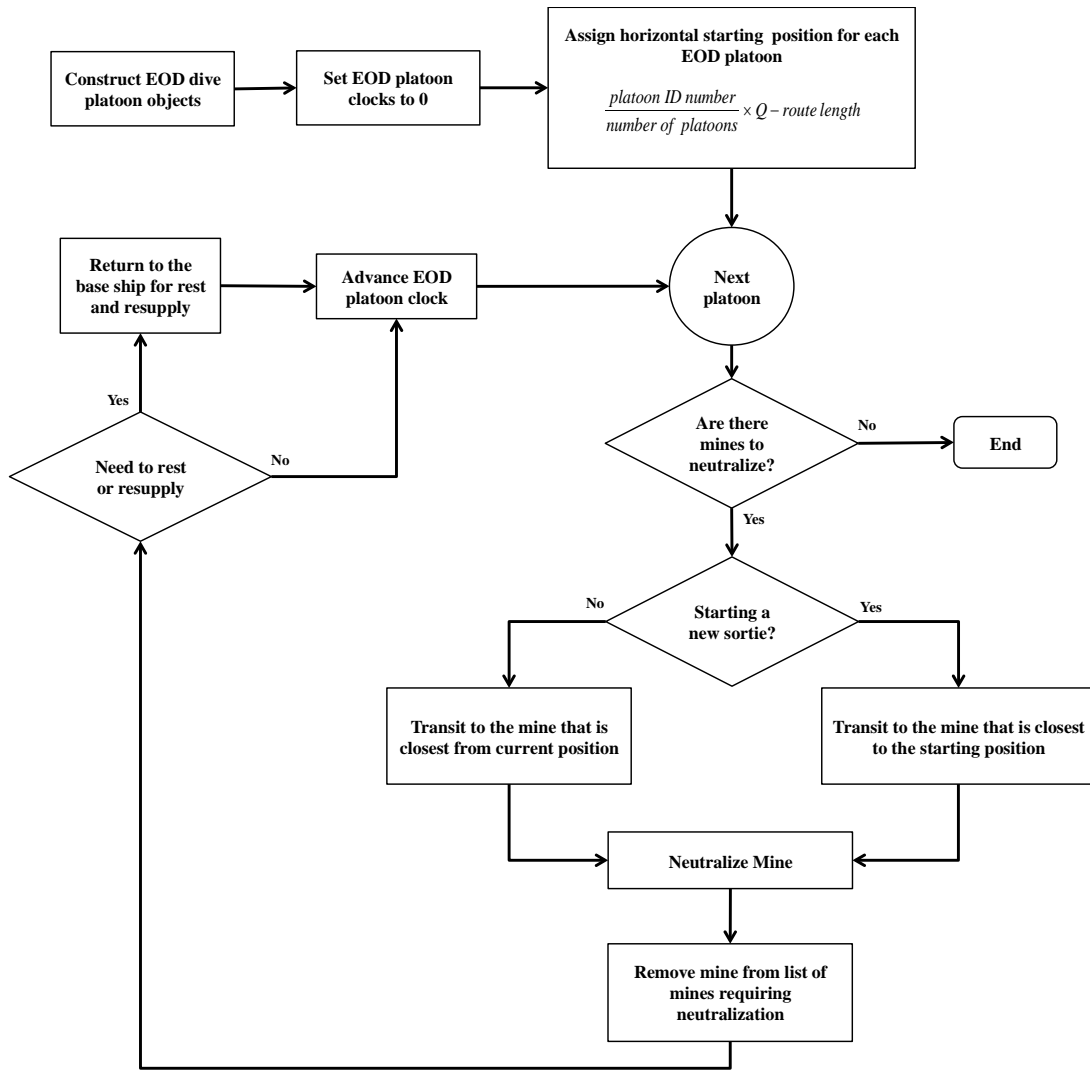 Construct EOD dive
platoon objects
Set EOD platoon
clocks to 0
Assign horizontal starting position for each
EOD platoon
platoon ID number
number of platoons
× Q − route length
Return to the
base ship for rest
and resupply
Advance EOD
platoon clock
Next
platoon
Yes
Need to rest
or resupply
No
Are there
mines to
neutralize?
No
End
Yes
No
Starting a
new sortie?
Yes
Transit to the mine that is
closest from current position
Transit to the mine that is closest
to the starting position
Neutralize Mine
Remove mine from list of
mines requiring
neutralization